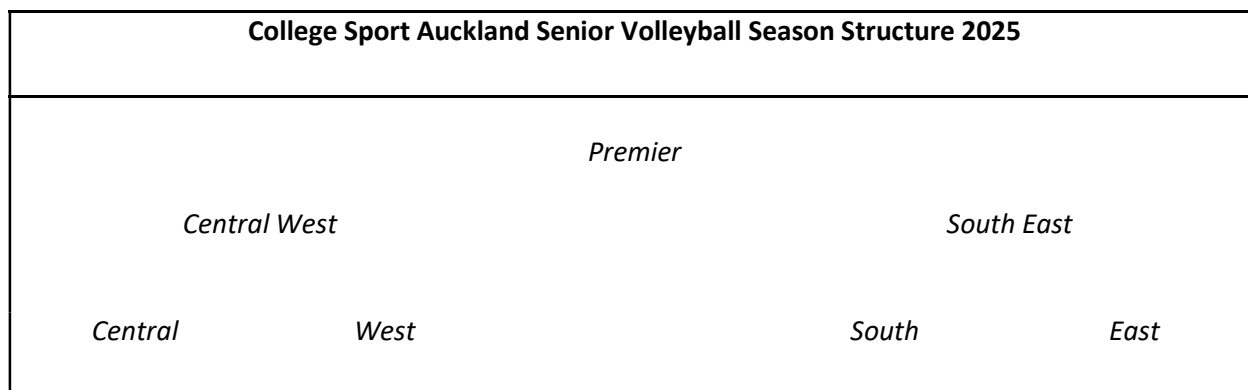 College Sport Auckland Senior Volleyball Season Structure 2025
Premier
Central West South East
Central West South East